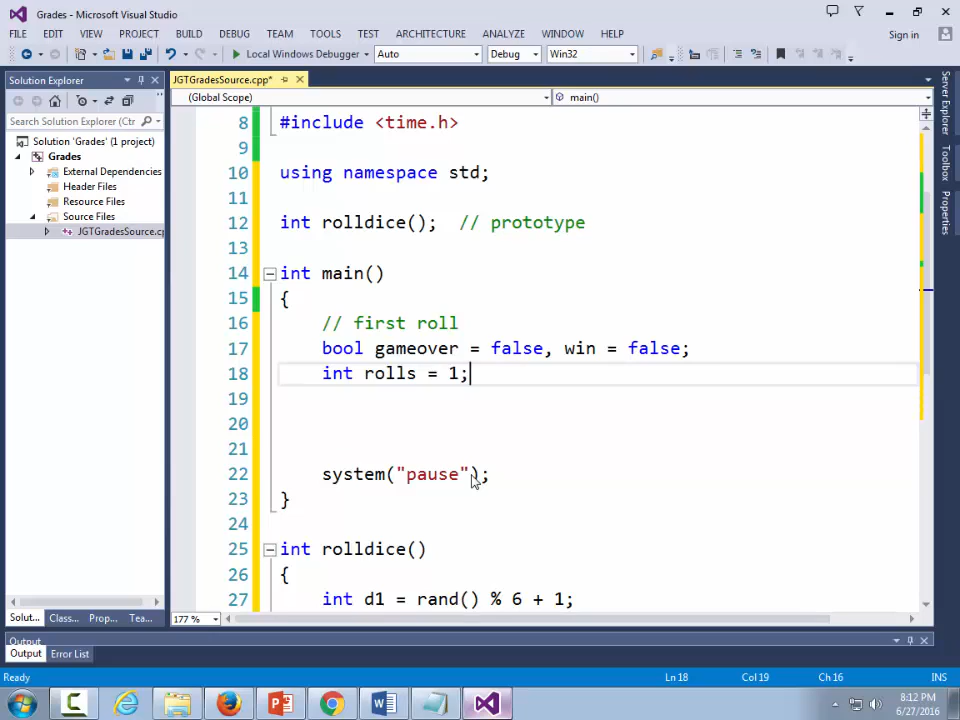 Grades - Microsoft Visual Studio
FILE EDIT VIEW PROJECT BUILD DEBUG TEAM TOOLS TEST ARCHITECTURE ANALYZE WINDOW HELP Sign in
Local Windows Debugger Auto Debug Win32
Solution Explorer
JGTGradesSource.cpp*
(Global Scope) main()
Search Solution Explorer (Ctr
Solution 'Grades' (1 project)
Grades
External Dependencies
Header Files
Resource Files
Source Files
JGTGradesSource.cp
8 #include <time.h>
9
10 using namespace std;
11
12 int rolldice();  // prototype
13
14 int main()
15 {
16 // first roll
17 bool gameover = false, win = false;
18 int rolls = 1;
19
20
21
22 system("pause");
23 }
24
25 int rolldice()
26 {
27 int d1 = rand() % 6 + 1;
Server Explorer
Toolbox
Properties
Solut... Class... Prop... Tea...
177 %
Output
Output Error List
Ready Ln 18 Col 19 Ch 16 INS
8:12 PM
6/27/2016